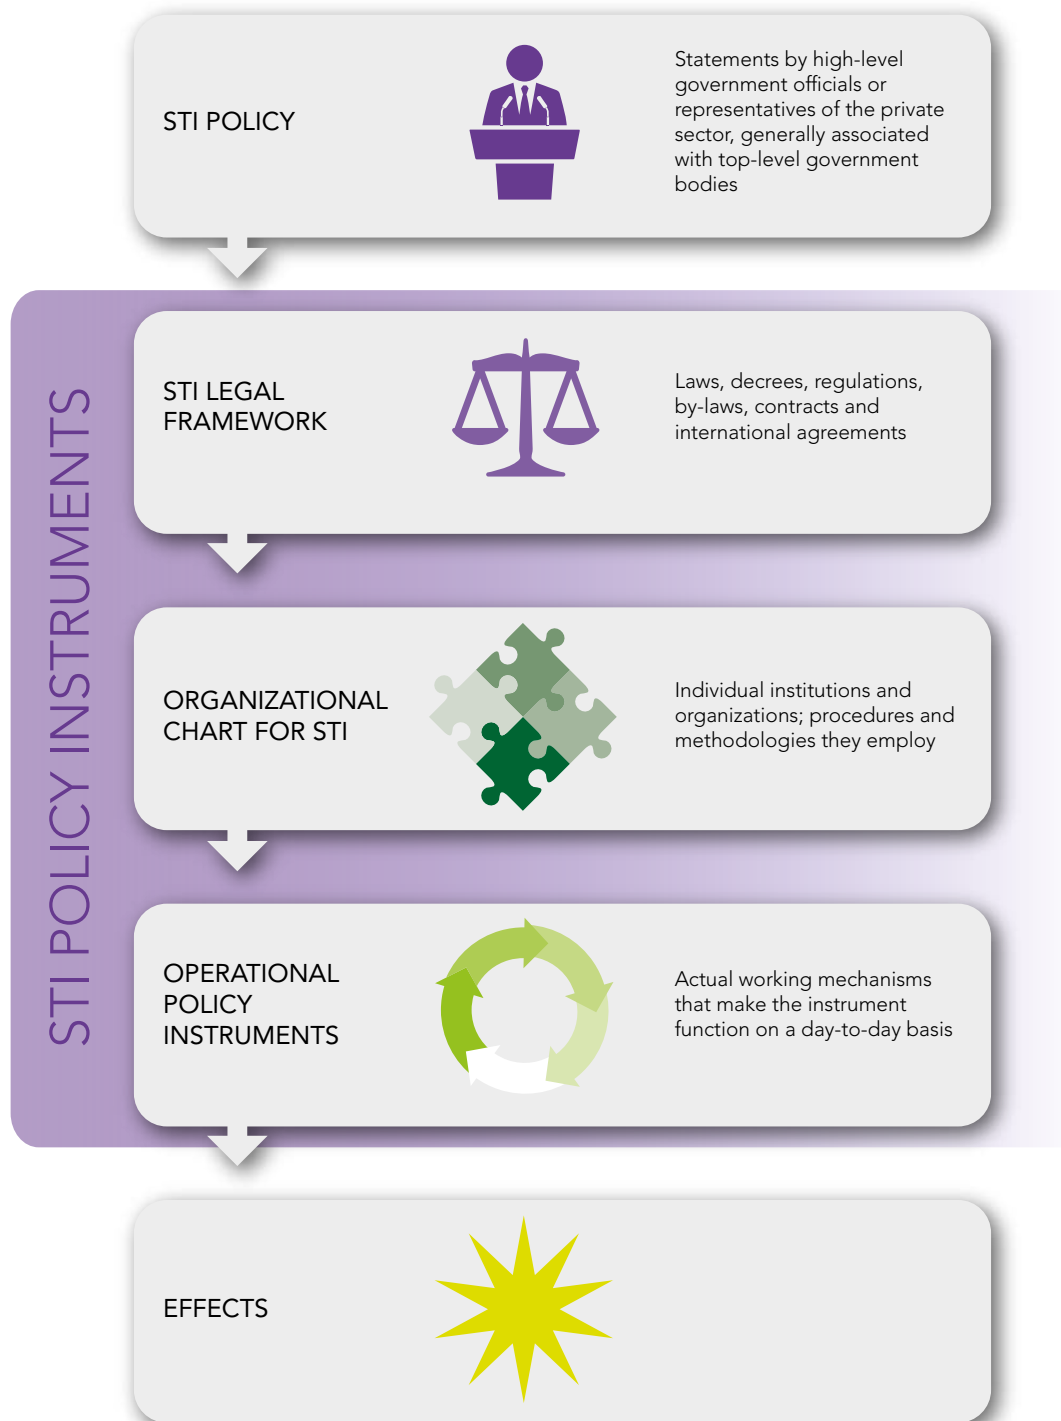 STI POLICY
Statements by high-level
government officials or
representatives of the private
sector, generally associated
with top-level government
bodies
STI POLICY INSTRUMENTS
STI LEGAL
FRAMEWORK
Laws, decrees, regulations,
by-laws, contracts and
international agreements
ORGANIZATIONAL
CHART FOR STI
Individual institutions and
organizations; procedures and
methodologies they employ
OPERATIONAL
POLICY
INSTRUMENTS
Actual working mechanisms
that make the instrument
function on a day-to-day basis
EFFECTS